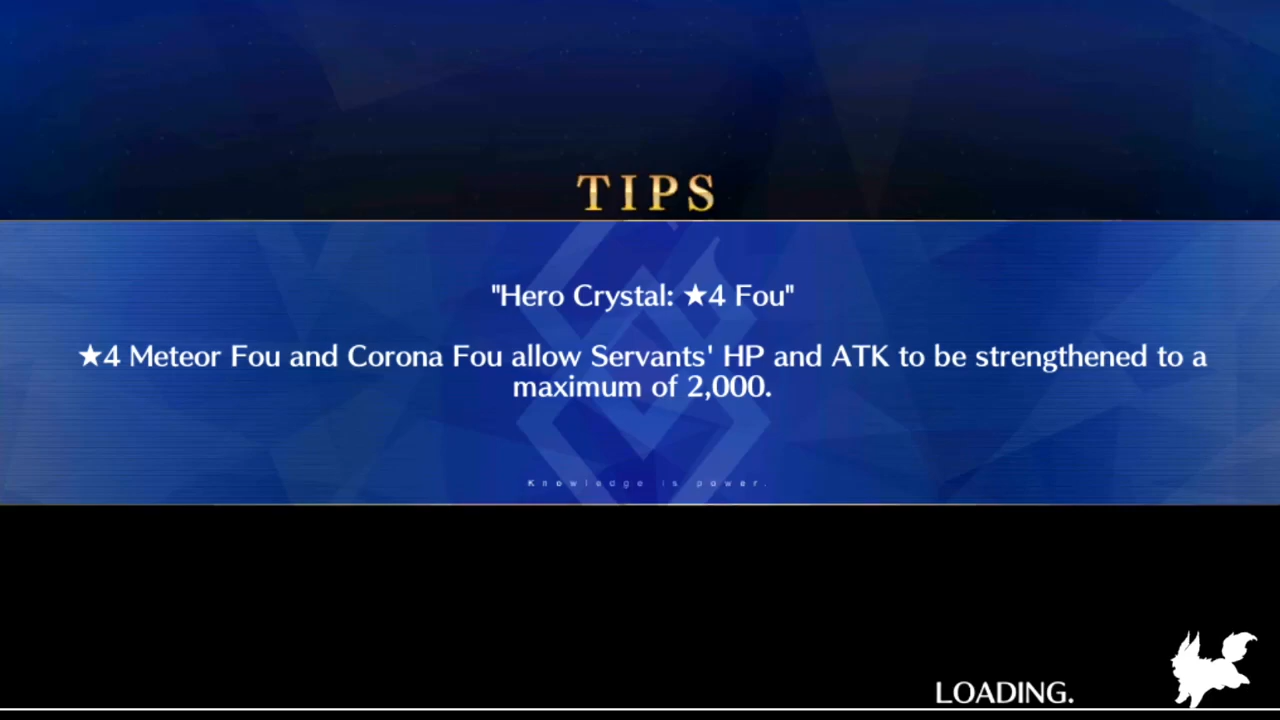 TIPS
"Hero Crystal: ★4 Fou"
★4 Meteor Fou and Corona Fou allow Servants' HP and ATK to be strengthened to a
maximum of 2,000.
Knowledge is power.
LOADING.